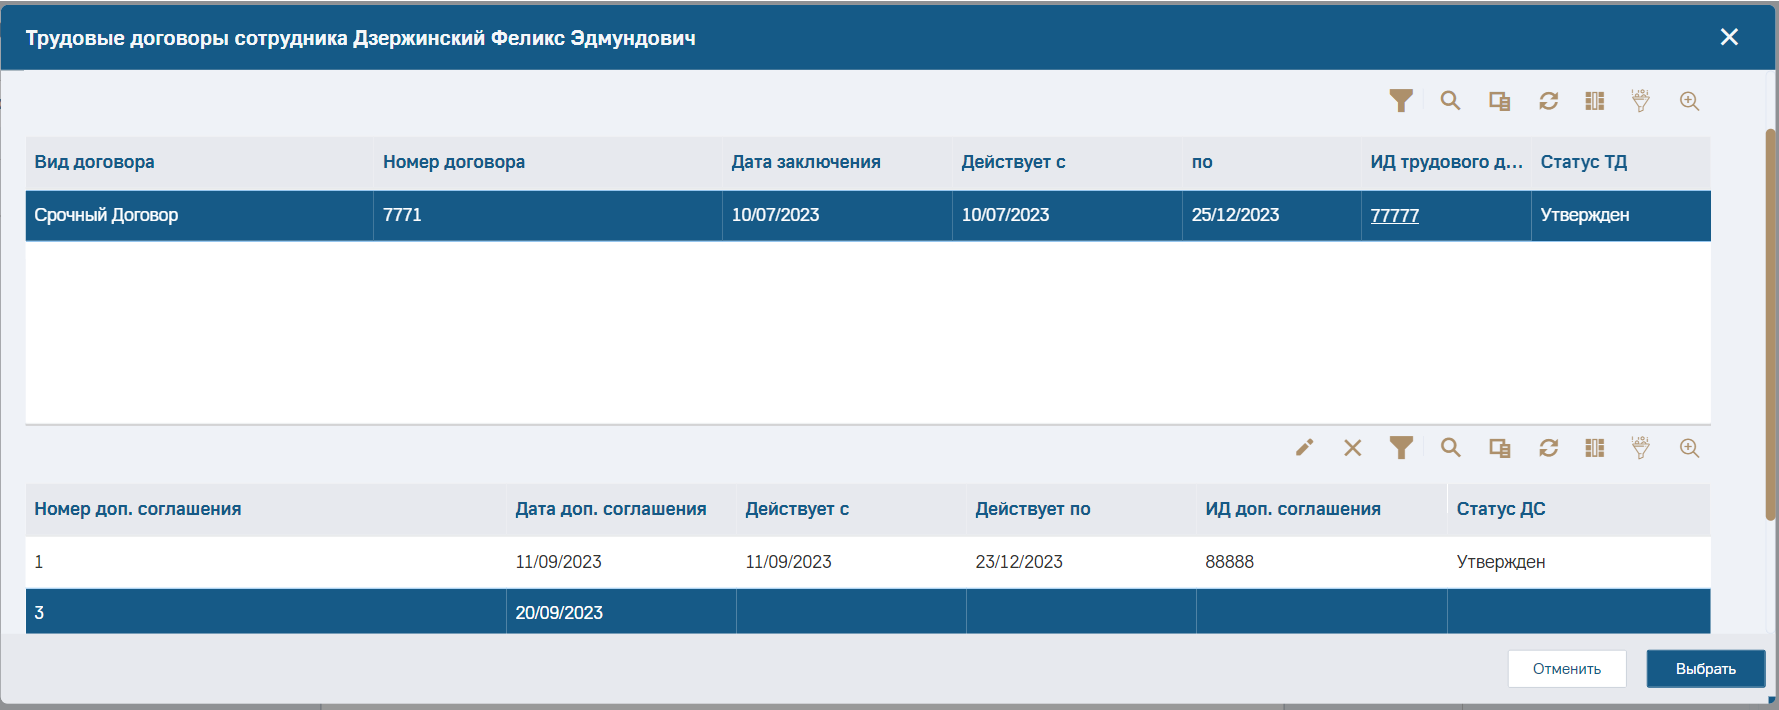 Трудовые договоры сотрудника Дзержинский Феликс Эдмундович
Вид договора Номер договора Дата заключения Действует с по ИД трудового д... Статус ТД
Срочный Договор 7771 10/07/2023 10/07/2023 25/12/2023 77777 Утвержден
Номер доп. соглашения Дата доп. соглашения Действует с Действует по ИД доп. соглашения Статус ДС
1 11/09/2023 11/09/2023 23/12/2023 88888 Утвержден
3 20/09/2023
Отменить Выбрать